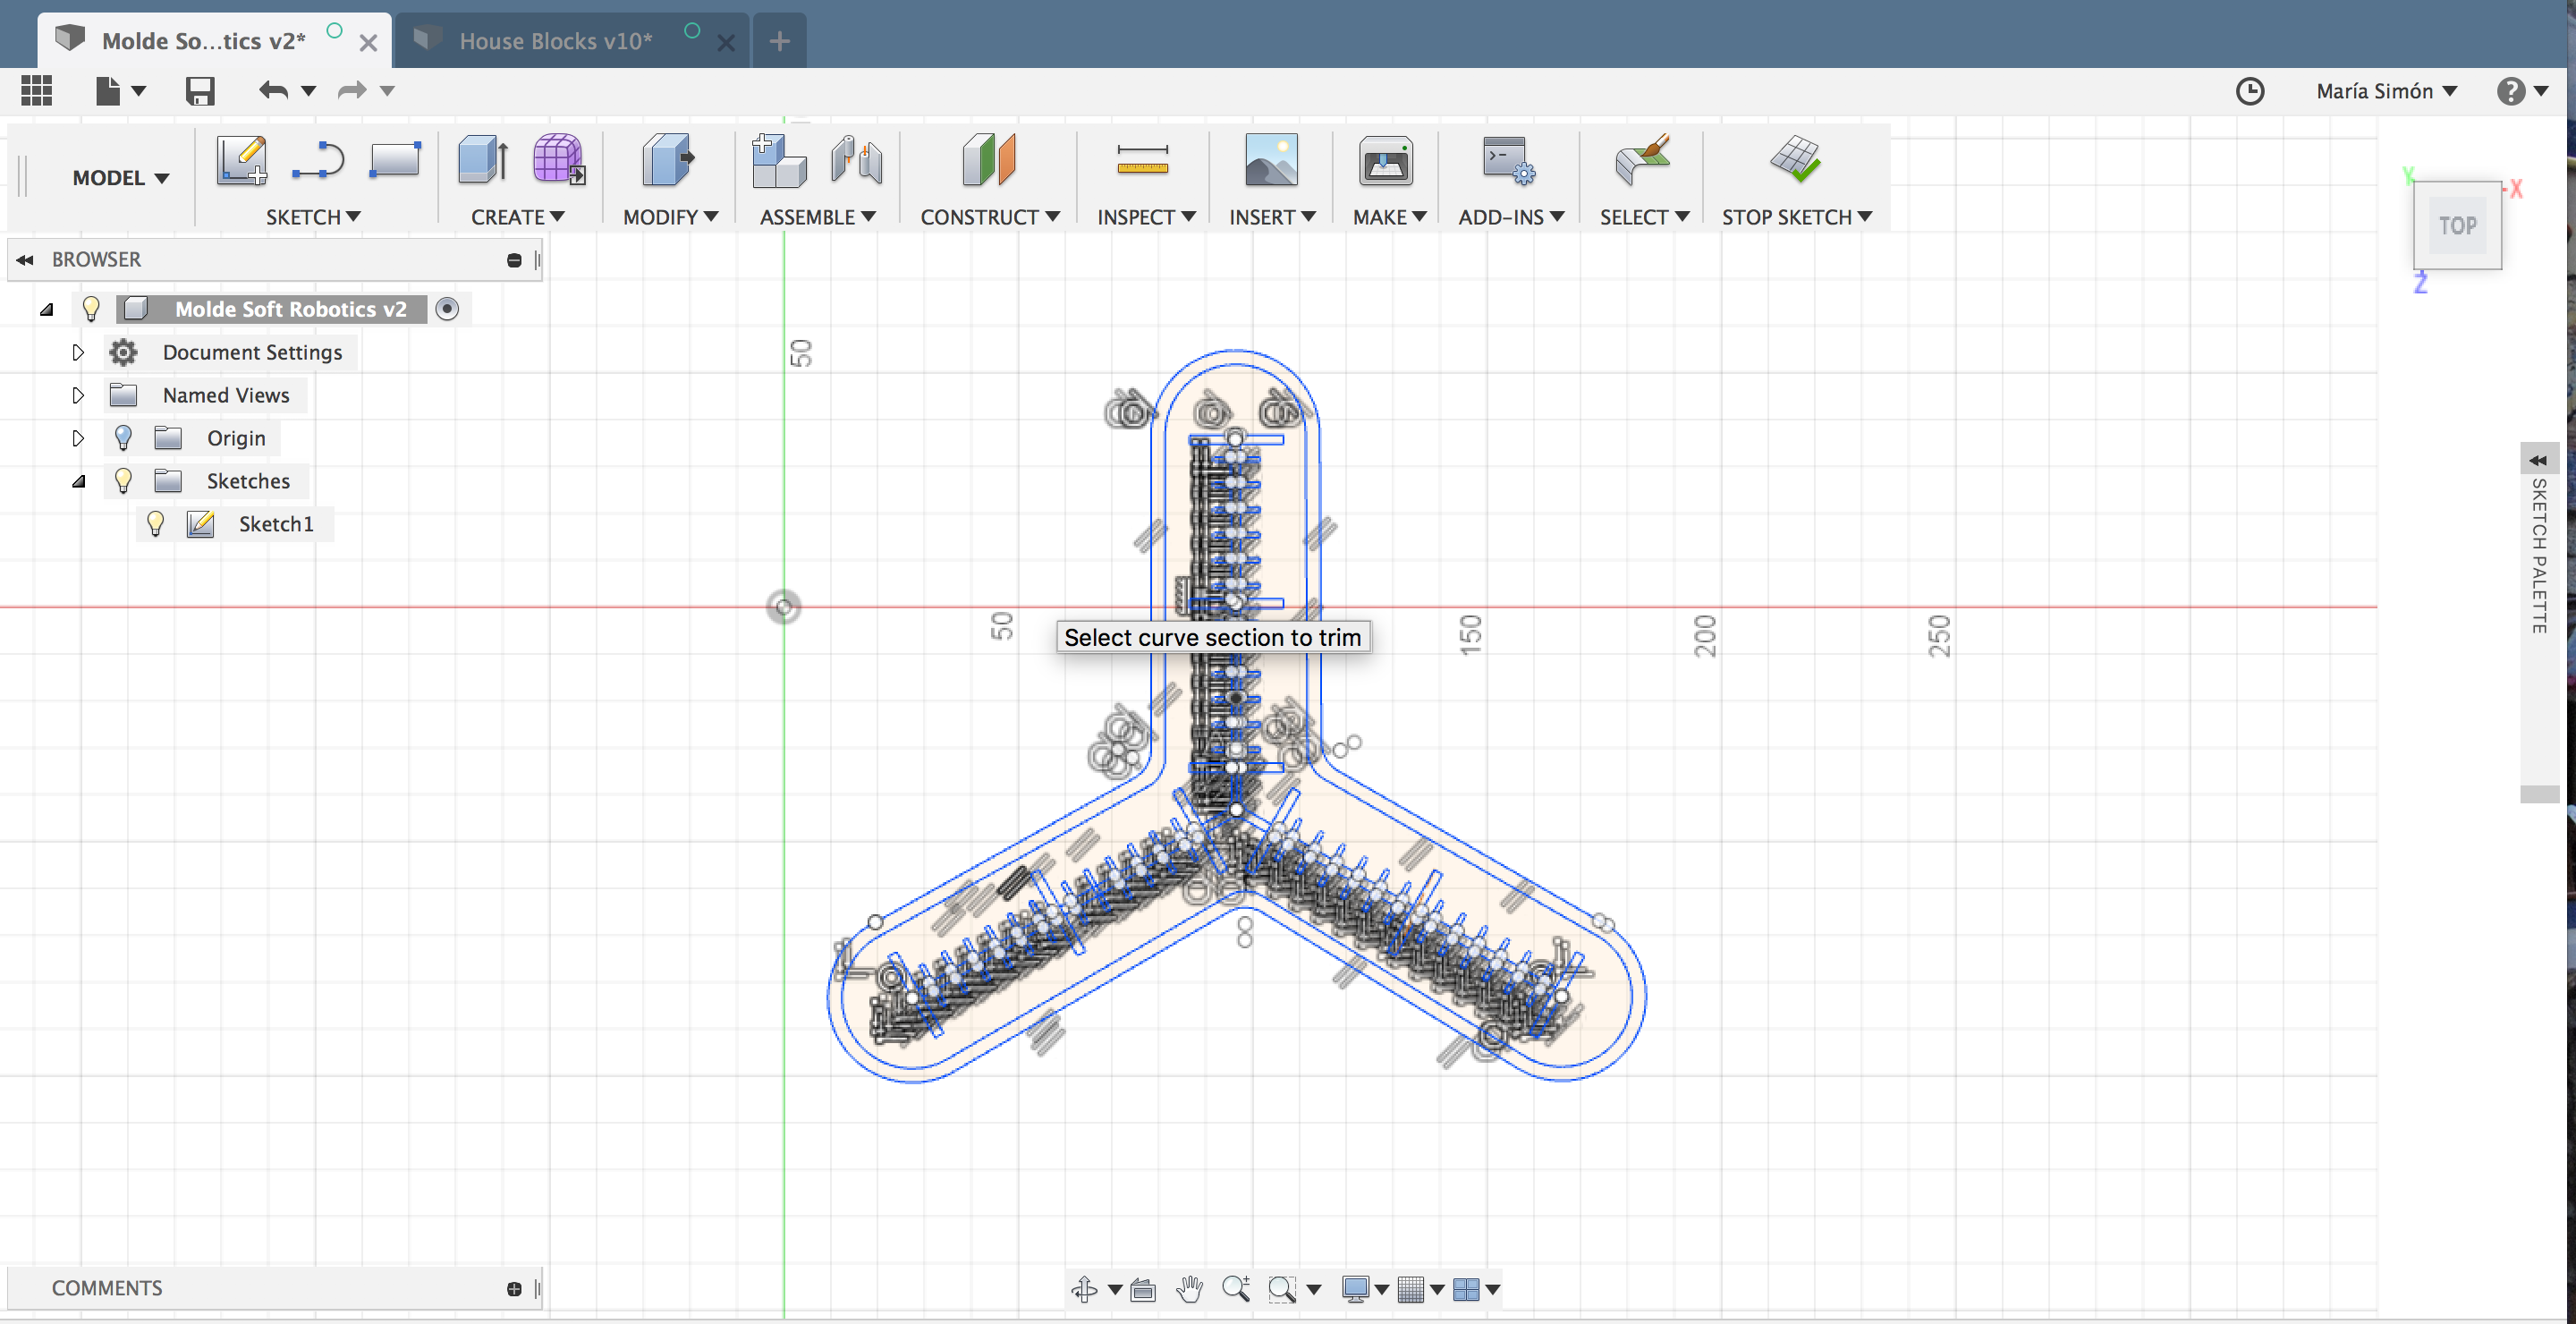 Molde So...tics v2*
House Blocks v10*
María Simón
MODEL
SKETCH
CREATE
MODIFY
ASSEMBLE
CONSTRUCT
INSPECT
INSERT
MAKE
ADD-INS
SELECT
STOP SKETCH
Y
-X
TOP
Z
BROWSER
Molde Soft Robotics v2
Document Settings
Named Views
Origin
Sketches
Sketch1
50
50
150
200
250
Select curve section to trim
SKETCH PALETTE
COMMENTS